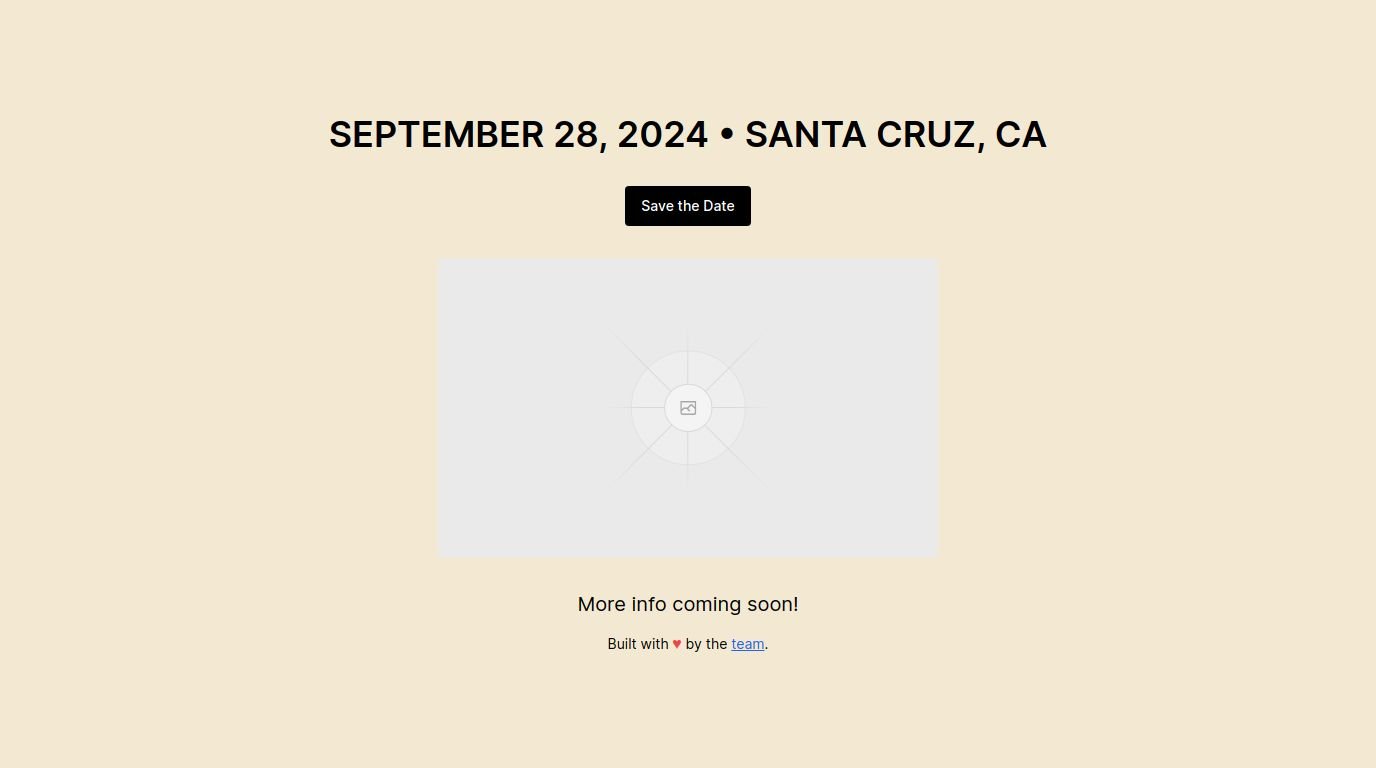 SEPTEMBER 28, 2024 • SANTA CRUZ, CA
Save the Date
More info coming soon!
Built with ♥ by the team.